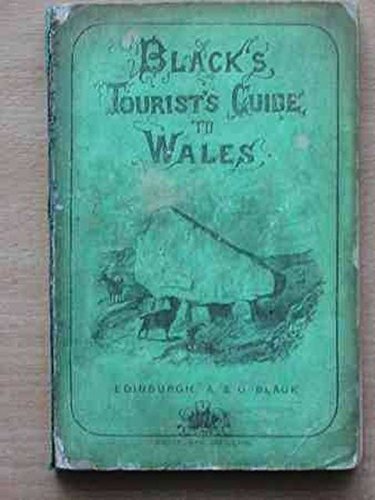 BLACK'S
TOURIST'S GUIDE
TO
WALES
EDINBURGH, A & C BLACK